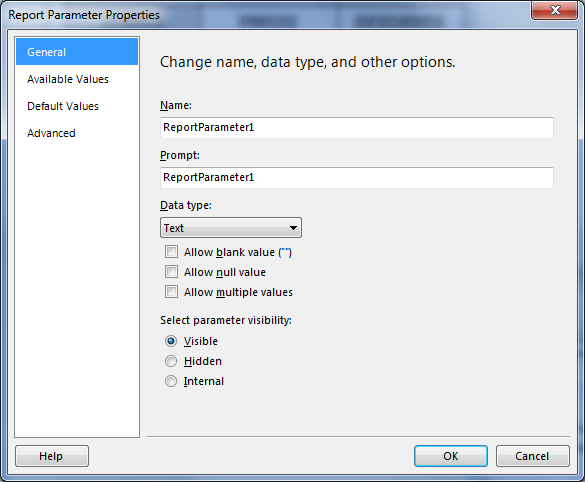 Report Parameter Properties
General
Available Values
Default Values
Advanced
Change name, data type, and other options.
Name:
ReportParameter1
Prompt:
ReportParameter1
Data type:
Text
Allow blank value ("")
Allow null value
Allow multiple values
Select parameter visibility:
Visible
Hidden
Internal
Help
OK
Cancel